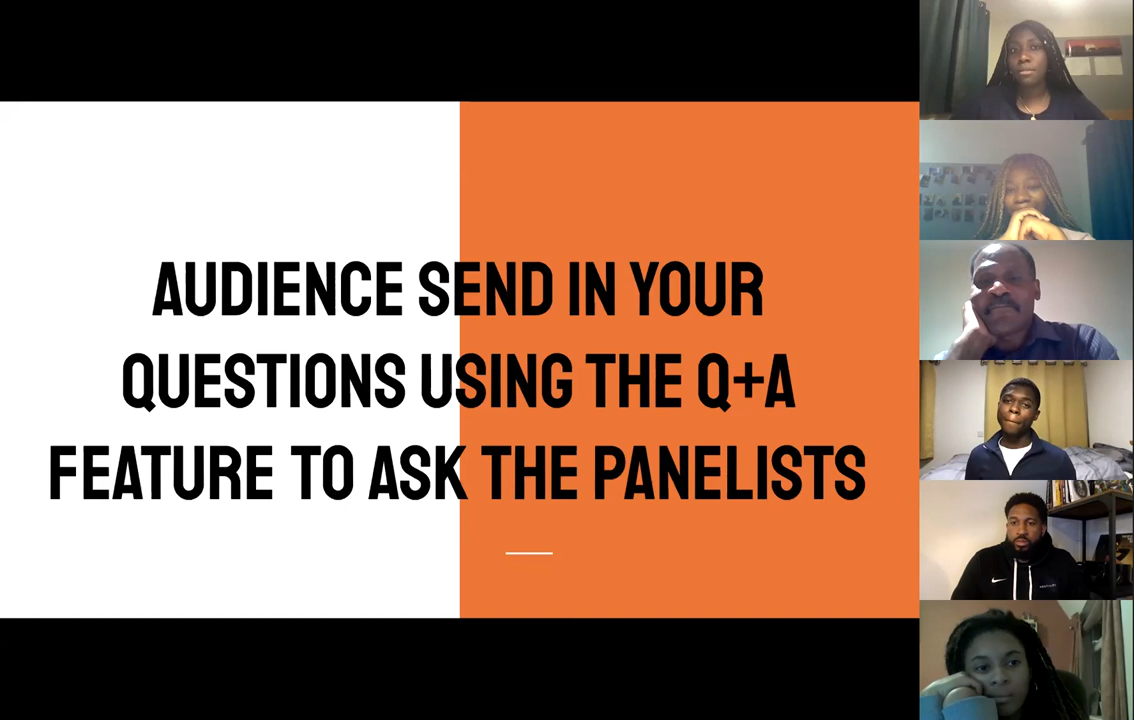 AUDIENCE SEND IN YOUR
QUESTIONS USING THE Q+A
FEATURE TO ASK THE PANELISTS